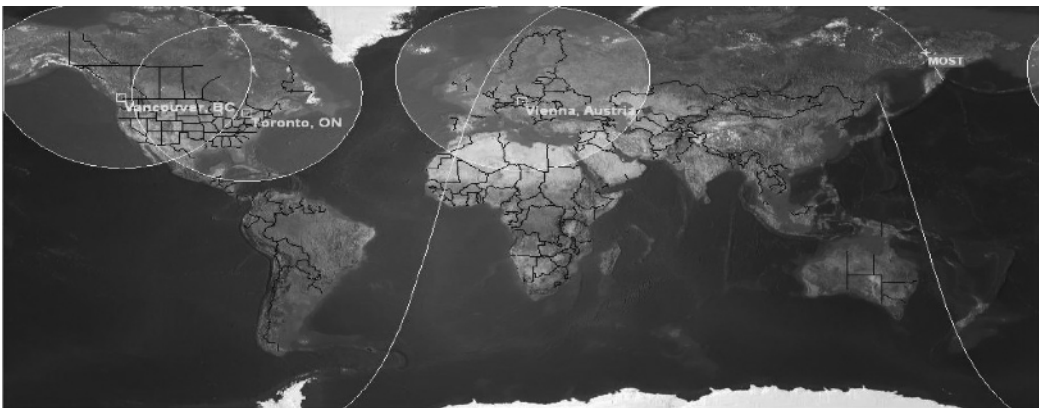 MOST
Vancouver, BC
Vienna, Austria
Toronto, ON